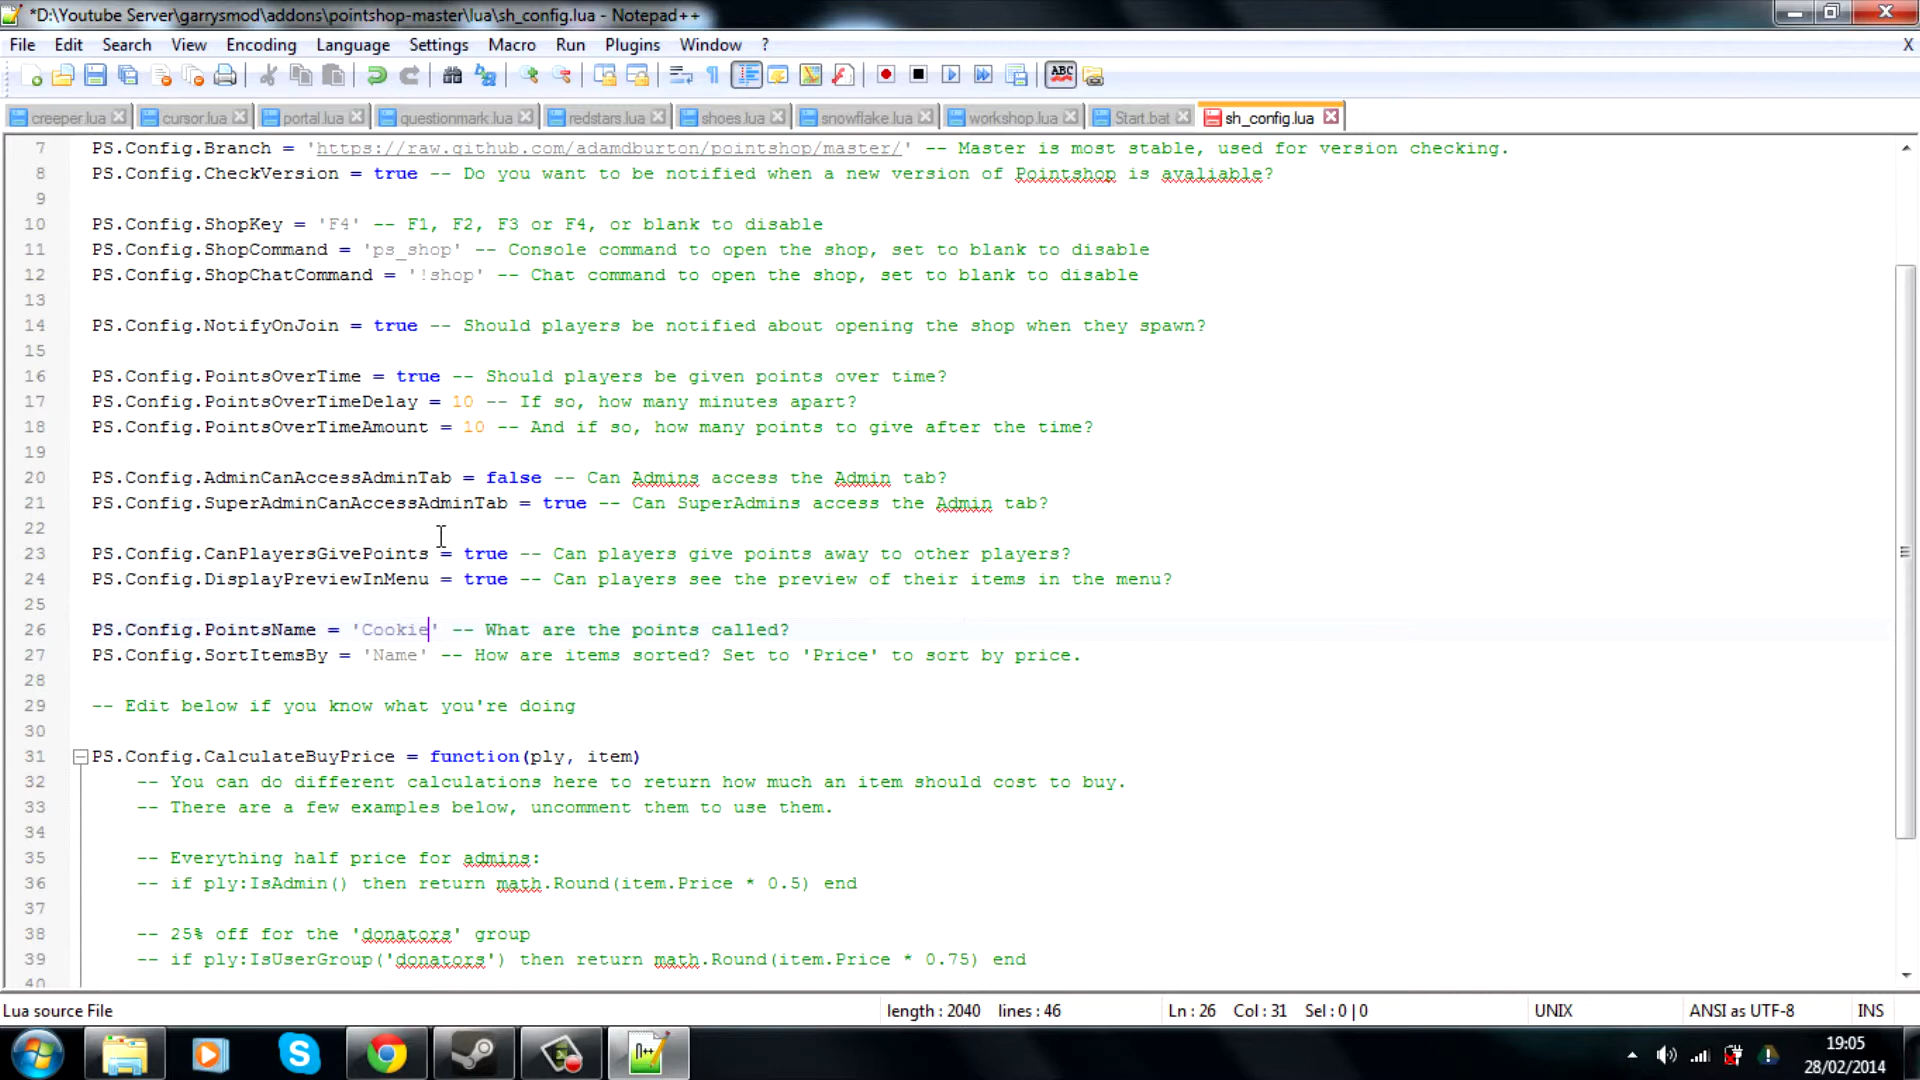 *D:\Youtube Server\garrysmod\addons\pointshop-master\lua\sh_config.lua - Notepad++
File Edit Search View Encoding Language Settings Macro Run Plugins Window ? X
creeper.lua cursor.lua portal.lua questionmark.lua redstars.lua shoes.lua snowflake.lua workshop.lua Start.bat sh_config.lua
7 PS.Config.Branch = 'https://raw.github.com/adamdburton/pointshop/master/' -- Master is most stable, used for version checking.
8 PS.Config.CheckVersion = true -- Do you want to be notified when a new version of Pointshop is avaliable?
9
10 PS.Config.ShopKey = 'F4' -- F1, F2, F3 or F4, or blank to disable
11 PS.Config.ShopCommand = 'ps_shop' -- Console command to open the shop, set to blank to disable
12 PS.Config.ShopChatCommand = '!shop' -- Chat command to open the shop, set to blank to disable
13
14 PS.Config.NotifyOnJoin = true -- Should players be notified about opening the shop when they spawn?
15
16 PS.Config.PointsOverTime = true -- Should players be given points over time?
17 PS.Config.PointsOverTimeDelay = 10 -- If so, how many minutes apart?
18 PS.Config.PointsOverTimeAmount = 10 -- And if so, how many points to give after the time?
19
20 PS.Config.AdminCanAccessAdminTab = false -- Can Admins access the Admin tab?
21 PS.Config.SuperAdminCanAccessAdminTab = true -- Can SuperAdmins access the Admin tab?
22
23 PS.Config.CanPlayersGivePoints = true -- Can players give points away to other players?
24 PS.Config.DisplayPreviewInMenu = true -- Can players see the preview of their items in the menu?
25
26 PS.Config.PointsName = 'Cookie' -- What are the points called?
27 PS.Config.SortItemsBy = 'Name' -- How are items sorted? Set to 'Price' to sort by price.
28
29 -- Edit below if you know what you're doing
30
31 PS.Config.CalculateBuyPrice = function(ply, item)
32 -- You can do different calculations here to return how much an item should cost to buy.
33 -- There are a few examples below, uncomment them to use them.
34
35 -- Everything half price for admins:
36 -- if ply:IsAdmin() then return math.Round(item.Price * 0.5) end
37
38 -- 25% off for the 'donators' group
39 -- if ply:IsUserGroup('donators') then return math.Round(item.Price * 0.75) end
40
Lua source File length : 2040 lines : 46 Ln : 26 Col : 31 Sel : 0 | 0 UNIX ANSI as UTF-8 INS
19:05
28/02/2014